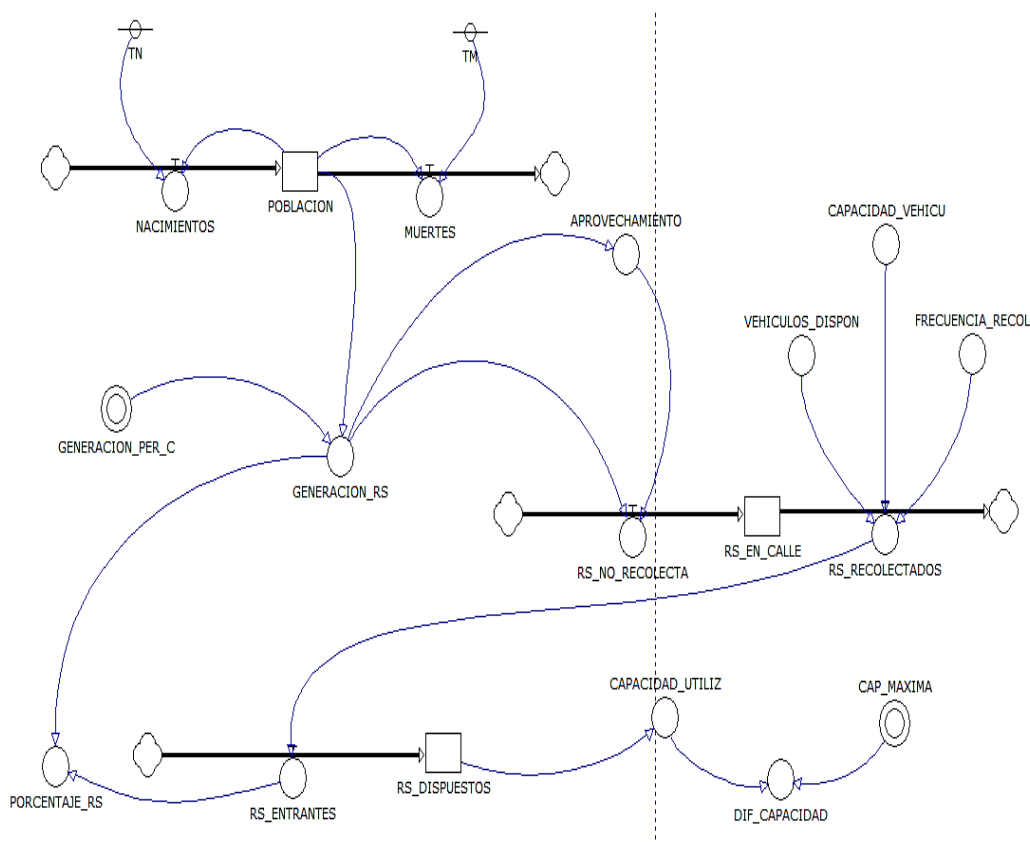 TN
TM
NACIMIENTOS
POBLACION
MUERTES
APROVECHAMIENTO
CAPACIDAD_VEHICU
VEHICULOS_DISPON
FRECUENCIA_RECOL
GENERACION_PER_C
GENERACION_RS
RS_NO_RECOLECTA
RS_EN_CALLE
RS_RECOLECTADOS
CAPACIDAD_UTILIZ
CAP_MAXIMA
PORCENTAJE_RS
RS_ENTRANTES
RS_DISPUESTOS
DIF_CAPACIDAD